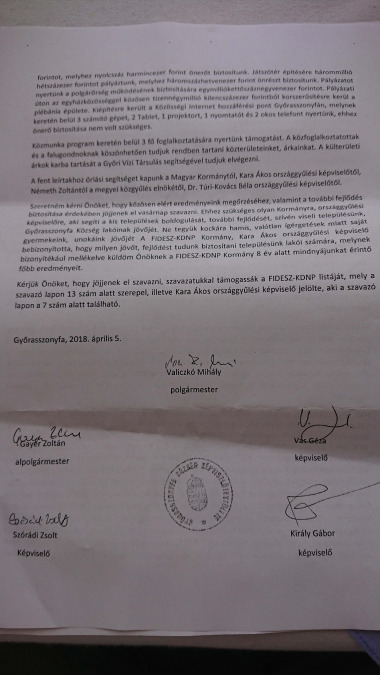 forintot, melyhez nyolcszáz harmincezer forint önerőt biztosítunk. Játszótér építésére hárommillió
hétszázezer forintot pályáztunk, melyhez háromszázhetvenezer forint önrészt biztosítunk. Pályázatot
nyertünk a polgárőrség működésének biztosítására egymillió forintot. Pályázati
úton az egyházközséggel közösen tizennégymillió kilencszázezer forintból korszerűsítésre kerül a
plébánia épülete. Kiépítésre került a Közösségi Internet hozzáférési pont Győrasszonyfán, melynek
keretén belül 3 számító gépet, 2 Tablet, 1 projektort, 1 nyomtatót és 2 okos telefont nyertünk, ehhez
önerő biztosítása nem volt szükséges.
Közmunka program keretén belül 3 fő foglalkoztatására nyertünk támogatást. A közfoglalkoztatottak
és a falugondnoknak köszönhetően tudjuk rendben tartani közterületeinket, árkainkat. A külterületi
árkok karba tartását a Győri Vízi Társulás segítségével tudjuk elvégezni.
A fent leírtakhoz óriási segítséget kapunk a Magyar Kormánytól, Kara Ákos országgyűlési képviselőtől,
Németh Zoltántól a megyei közgyűlés elnökétől, Dr. Túri-Kovács Béla országgyűlési képviselőtől.
Szeretném kérni Önöket, hogy közösen elért eredményeink megőrzéséhez, valamint a további fejlődés
biztosítása érdekében jöjjenek el vasárnap szavazni. Ehhez szükséges olyan Kormányra, országgyűlési
képviselőre, aki segíti a kis települések boldogulását, további fejlődését, szívén viseli településünk,
Győrasszonyfa Község lakóinak jövőjét. Ne tegyük kockára hamis, valótlan ígérgetések miatt saját
gyermekeink, unokáink jövőjét A FIDESZ-KDNP Kormány, Kara Ákos országgyűlési képviselő
bebizonyította, hogy milyen jövőt, fejlődést tudunk biztosítani településünk lakói számára, melynek
bizonyítékául mellékelve küldöm Önöknek a FIDESZ-KDNP Kormány 8 év alatt mindnyájunkat érintő
főbb eredményeit.
Kérjük Önöket, hogy jöjjenek el szavazni, szavazatukkal támogassák a FIDESZ-KDNP listáját, mely a
szavazó lapon 13 szám alatt szerepel, illetve Kara Ákos országgyűlési képviselő jelölte, aki a szavazó
lapon a 7 szám alatt található.
Győrasszonyfa, 2018. április 5.
Valiczkó Mihály
polgármester
Gayer Zoltán
alpolgármester
Vas Géza
képviselő
Szórádi Zsolt
Képviselő
Király Gábor
képviselő